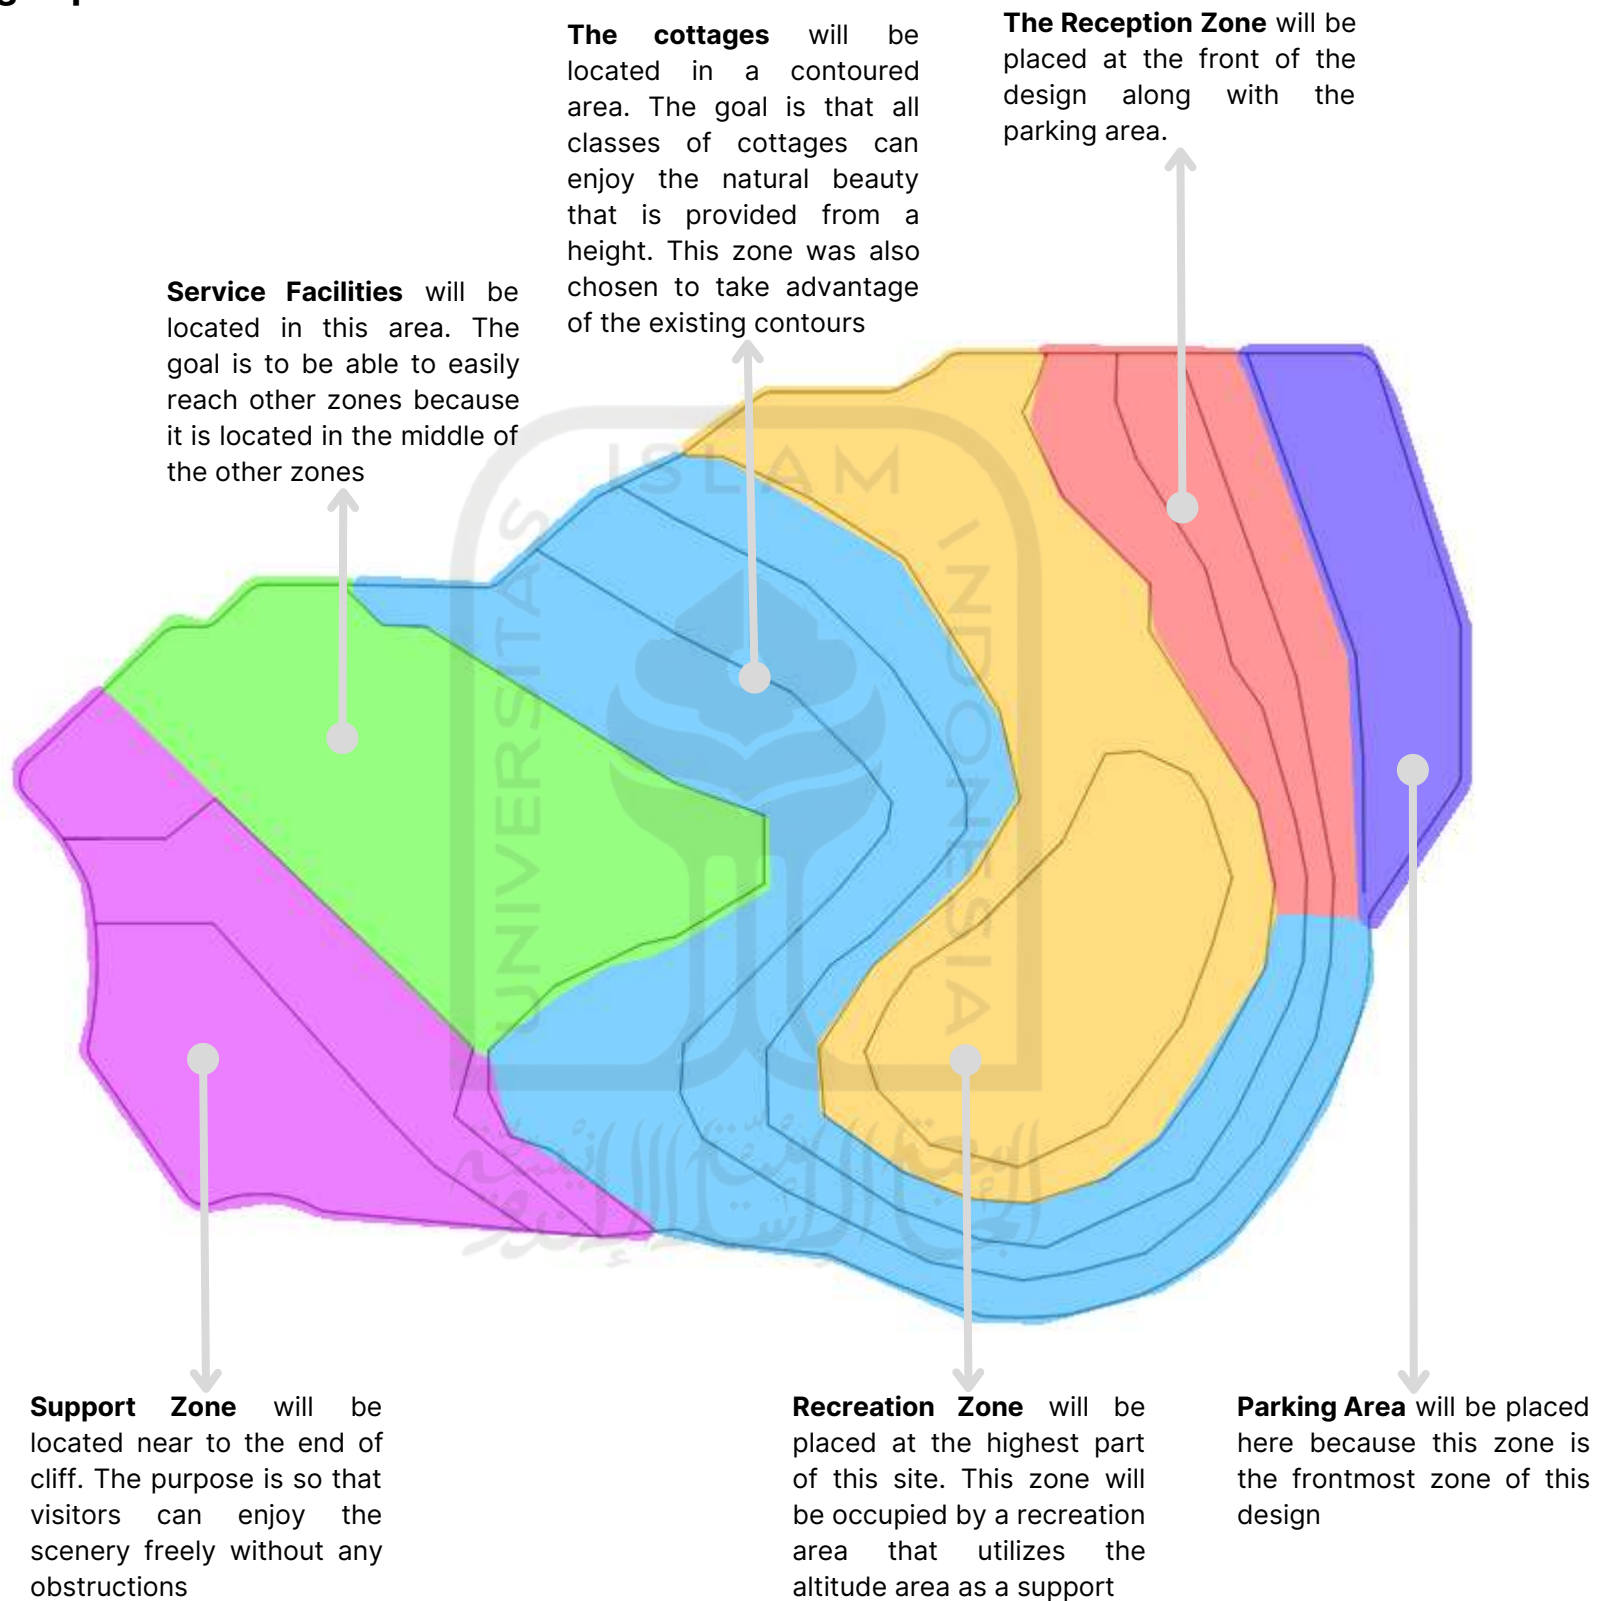 The cottages will be
located in a contoured
area. The goal is that all
classes of cottages can
enjoy the natural beauty
that is provided from a
height. This zone was also
chosen to take advantage
of the existing contours
The Reception Zone will be
placed at the front of the
design along with the
parking area.
Service Facilities will be
located in this area. The
goal is to be able to easily
reach other zones because
it is located in the middle of
the other zones
ISLAM
UNIVERSITAS
INDONESIA
Support Zone will be
located near to the end of
cliff. The purpose is so that
visitors can enjoy the
scenery freely without any
obstructions
Recreation Zone will be
placed at the highest part
of this site. This zone will
be occupied by a recreation
area that utilizes the
altitude area as a support
Parking Area will be placed
here because this zone is
the frontmost zone of this
design